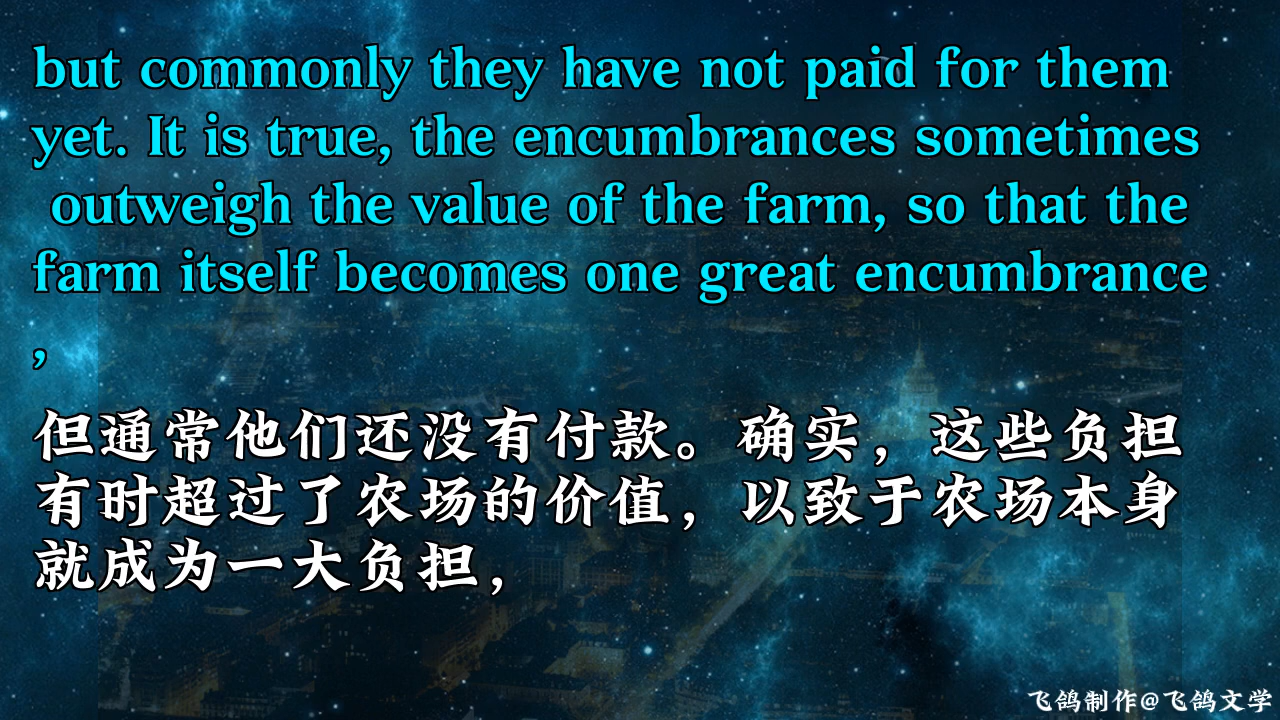 but commonly they have not paid for them
yet. It is true, the encumbrances sometimes
outweigh the value of the farm, so that the
farm itself becomes one great encumbrance
,
但通常他们还没有付款。确实，这些负担
有时超过了农场的价值，以致于农场本身
就成为一大负担，
飞鸽制作@飞鸽文学